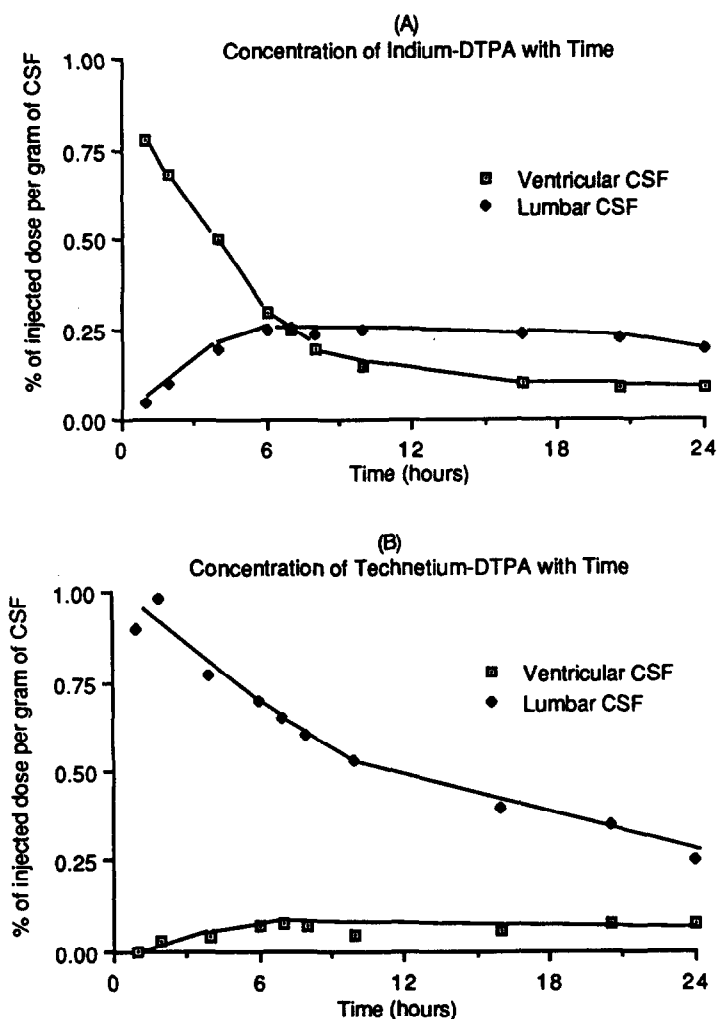 (A)
Concentration of Indium-DTPA with Time
% of injected dose per gram of CSF
1.00
0.75
0.50
0.25
0.00
Ventricular CSF
Lumbar CSF
0
6
12
18
24
Time (hours)
(B)
Concentration of Technetium-DTPA with Time
% of injected dose per gram of CSF
1.00
0.75
0.50
0.25
0.00
Ventricular CSF
Lumbar CSF
0
6
12
18
24
Time (hours)